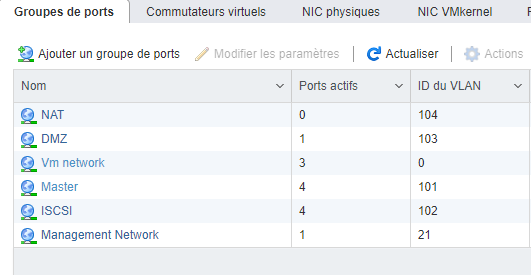 Groupes de ports Commutateurs virtuels NIC physiques NIC VMkernel
Ajouter un groupe de ports Modifier les paramètres Actualiser Actions
Nom Ports actifs ID du VLAN
NAT 0 104
DMZ 1 103
Vm network 3 0
Master 4 101
ISCSI 4 102
Management Network 1 21